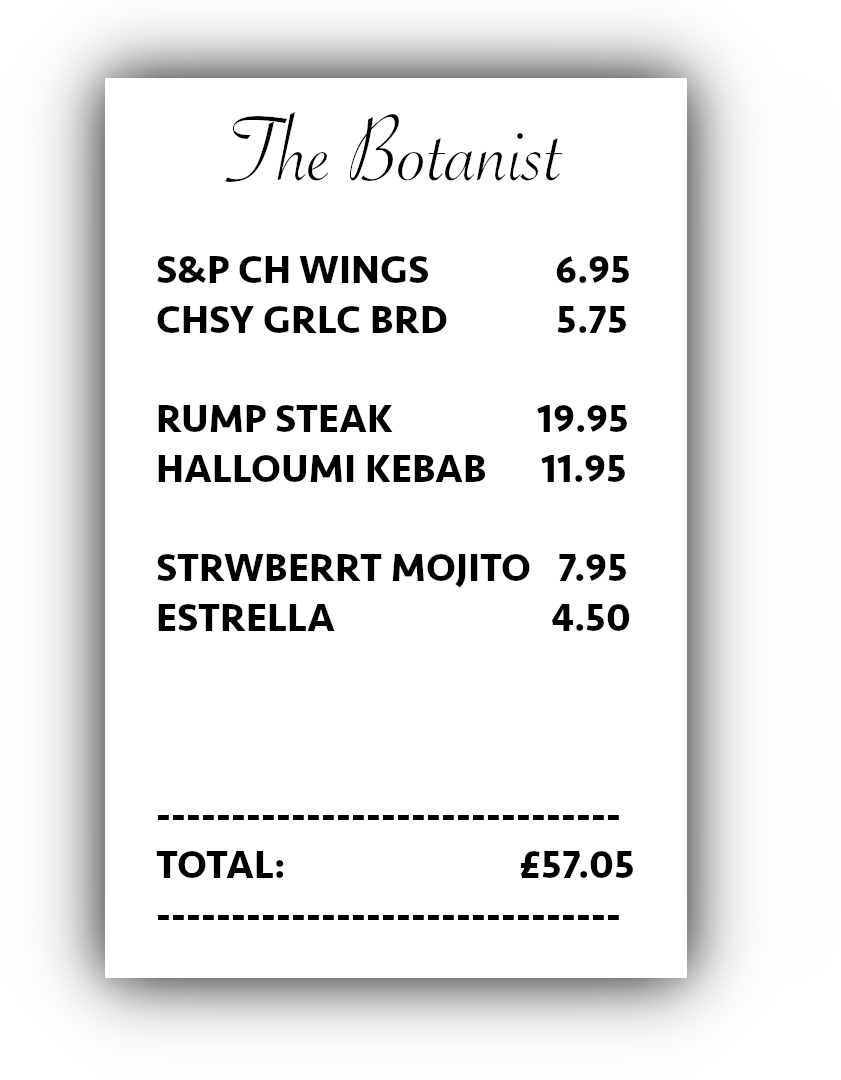 The Botanist
S&P CH WINGS 6.95
CHSY GRLC BRD 5.75
RUMP STEAK 19.95
HALLOUMI KEBAB 11.95
STRWBERRT MOJITO 7.95
ESTRELLA 4.50
-------------------------------
TOTAL: £57.05
-------------------------------